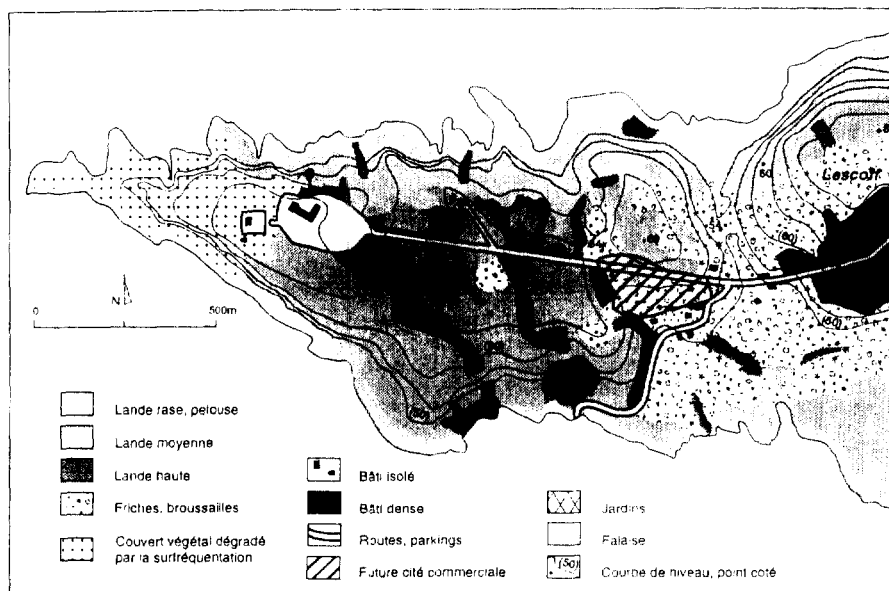 Lescoff
60
(60)
(60)
N
0
500m
Lande rase, pelouse
Lande moyenne
Lande haute
Friches, broussailles
Couvert végétal dégradé
par la surfréquentation
Bâti isolé
Bâti dense
Routes, parkings
Future cité commerciale
Jardins
Falaise
(50)
Courbe de niveau, point coté